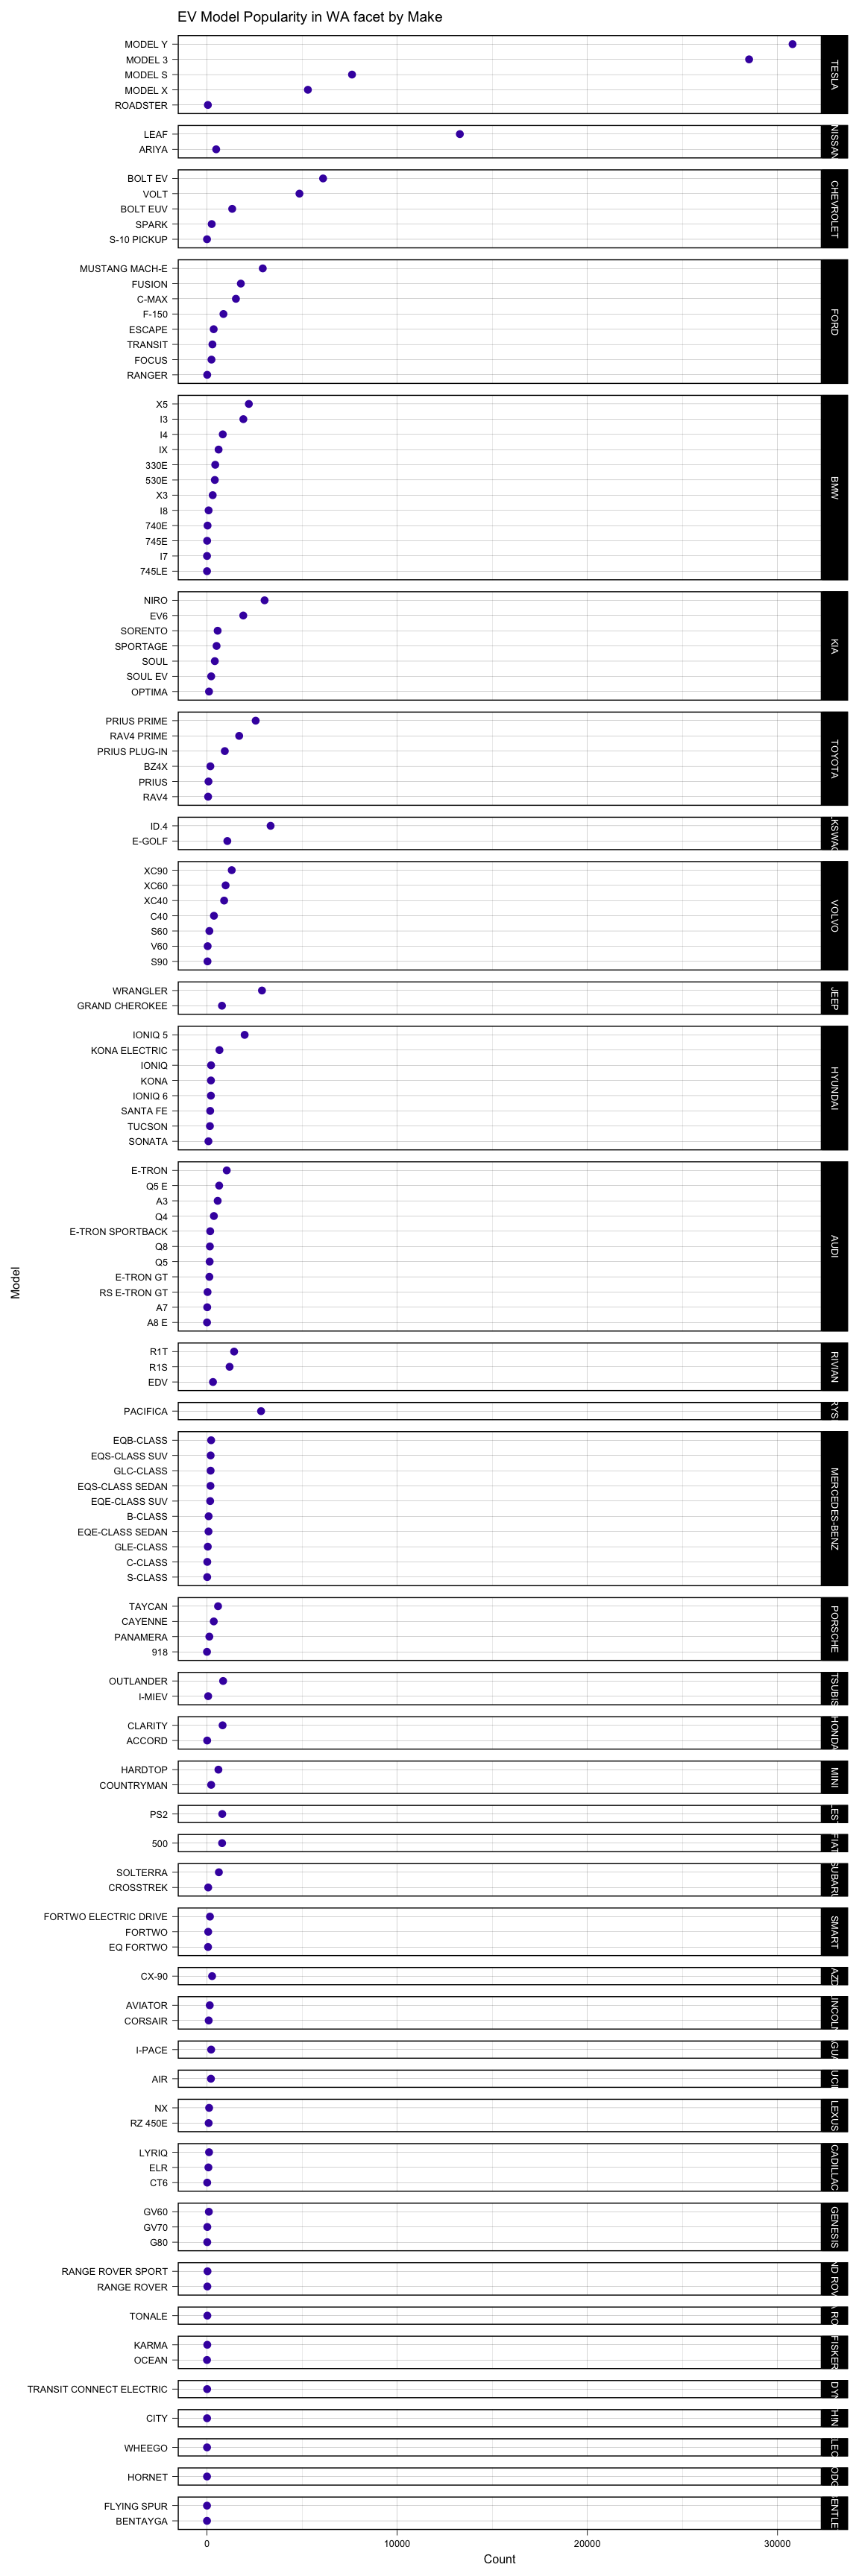 EV Model Popularity in WA facet by Make
MODEL Y
MODEL 3
MODEL S
MODEL X
ROADSTER
TESLA
LEAF
ARIYA
NISSAN
BOLT EV
VOLT
BOLT EUV
SPARK
S-10 PICKUP
CHEVROLET
MUSTANG MACH-E
FUSION
C-MAX
F-150
ESCAPE
TRANSIT
FOCUS
RANGER
FORD
X5
I3
I4
IX
330E
530E
X3
I8
740E
745E
I7
745LE
BMW
NIRO
EV6
SORENTO
SPORTAGE
SOUL
SOUL EV
OPTIMA
KIA
PRIUS PRIME
RAV4 PRIME
PRIUS PLUG-IN
BZ4X
PRIUS
RAV4
TOYOTA
ID.4
E-GOLF
XC90
XC60
XC40
C40
S60
V60
S90
VOLVO
WRANGLER
GRAND CHEROKEE
JEEP
IONIQ 5
KONA ELECTRIC
IONIQ
KONA
IONIQ 6
SANTA FE
TUCSON
SONATA
HYUNDAI
E-TRON
Q5 E
A3
Q4
E-TRON SPORTBACK
Q8
Q5
E-TRON GT
RS E-TRON GT
A7
A8 E
AUDI
R1T
R1S
EDV
RIVIAN
PACIFICA
EQB-CLASS
EQS-CLASS SUV
GLC-CLASS
EQS-CLASS SEDAN
EQE-CLASS SUV
B-CLASS
EQE-CLASS SEDAN
GLE-CLASS
C-CLASS
S-CLASS
MERCEDES-BENZ
TAYCAN
CAYENNE
PANAMERA
918
PORSCHE
OUTLANDER
I-MIEV
CLARITY
ACCORD
HONDA
HARDTOP
COUNTRYMAN
MINI
PS2
500
FIAT
SOLTERRA
CROSSTREK
SUBARU
FORTWO ELECTRIC DRIVE
FORTWO
EQ FORTWO
SMART
CX-90
AVIATOR
CORSAIR
LINCOLN
I-PACE
AIR
NX
RZ 450E
LEXUS
LYRIQ
ELR
CT6
CADILLAC
GV60
GV70
G80
GENESIS
RANGE ROVER SPORT
RANGE ROVER
TONALE
KARMA
OCEAN
FISKER
TRANSIT CONNECT ELECTRIC
CITY
WHEEGO
HORNET
FLYING SPUR
BENTAYGA
0 10000 20000 30000
Count
Model